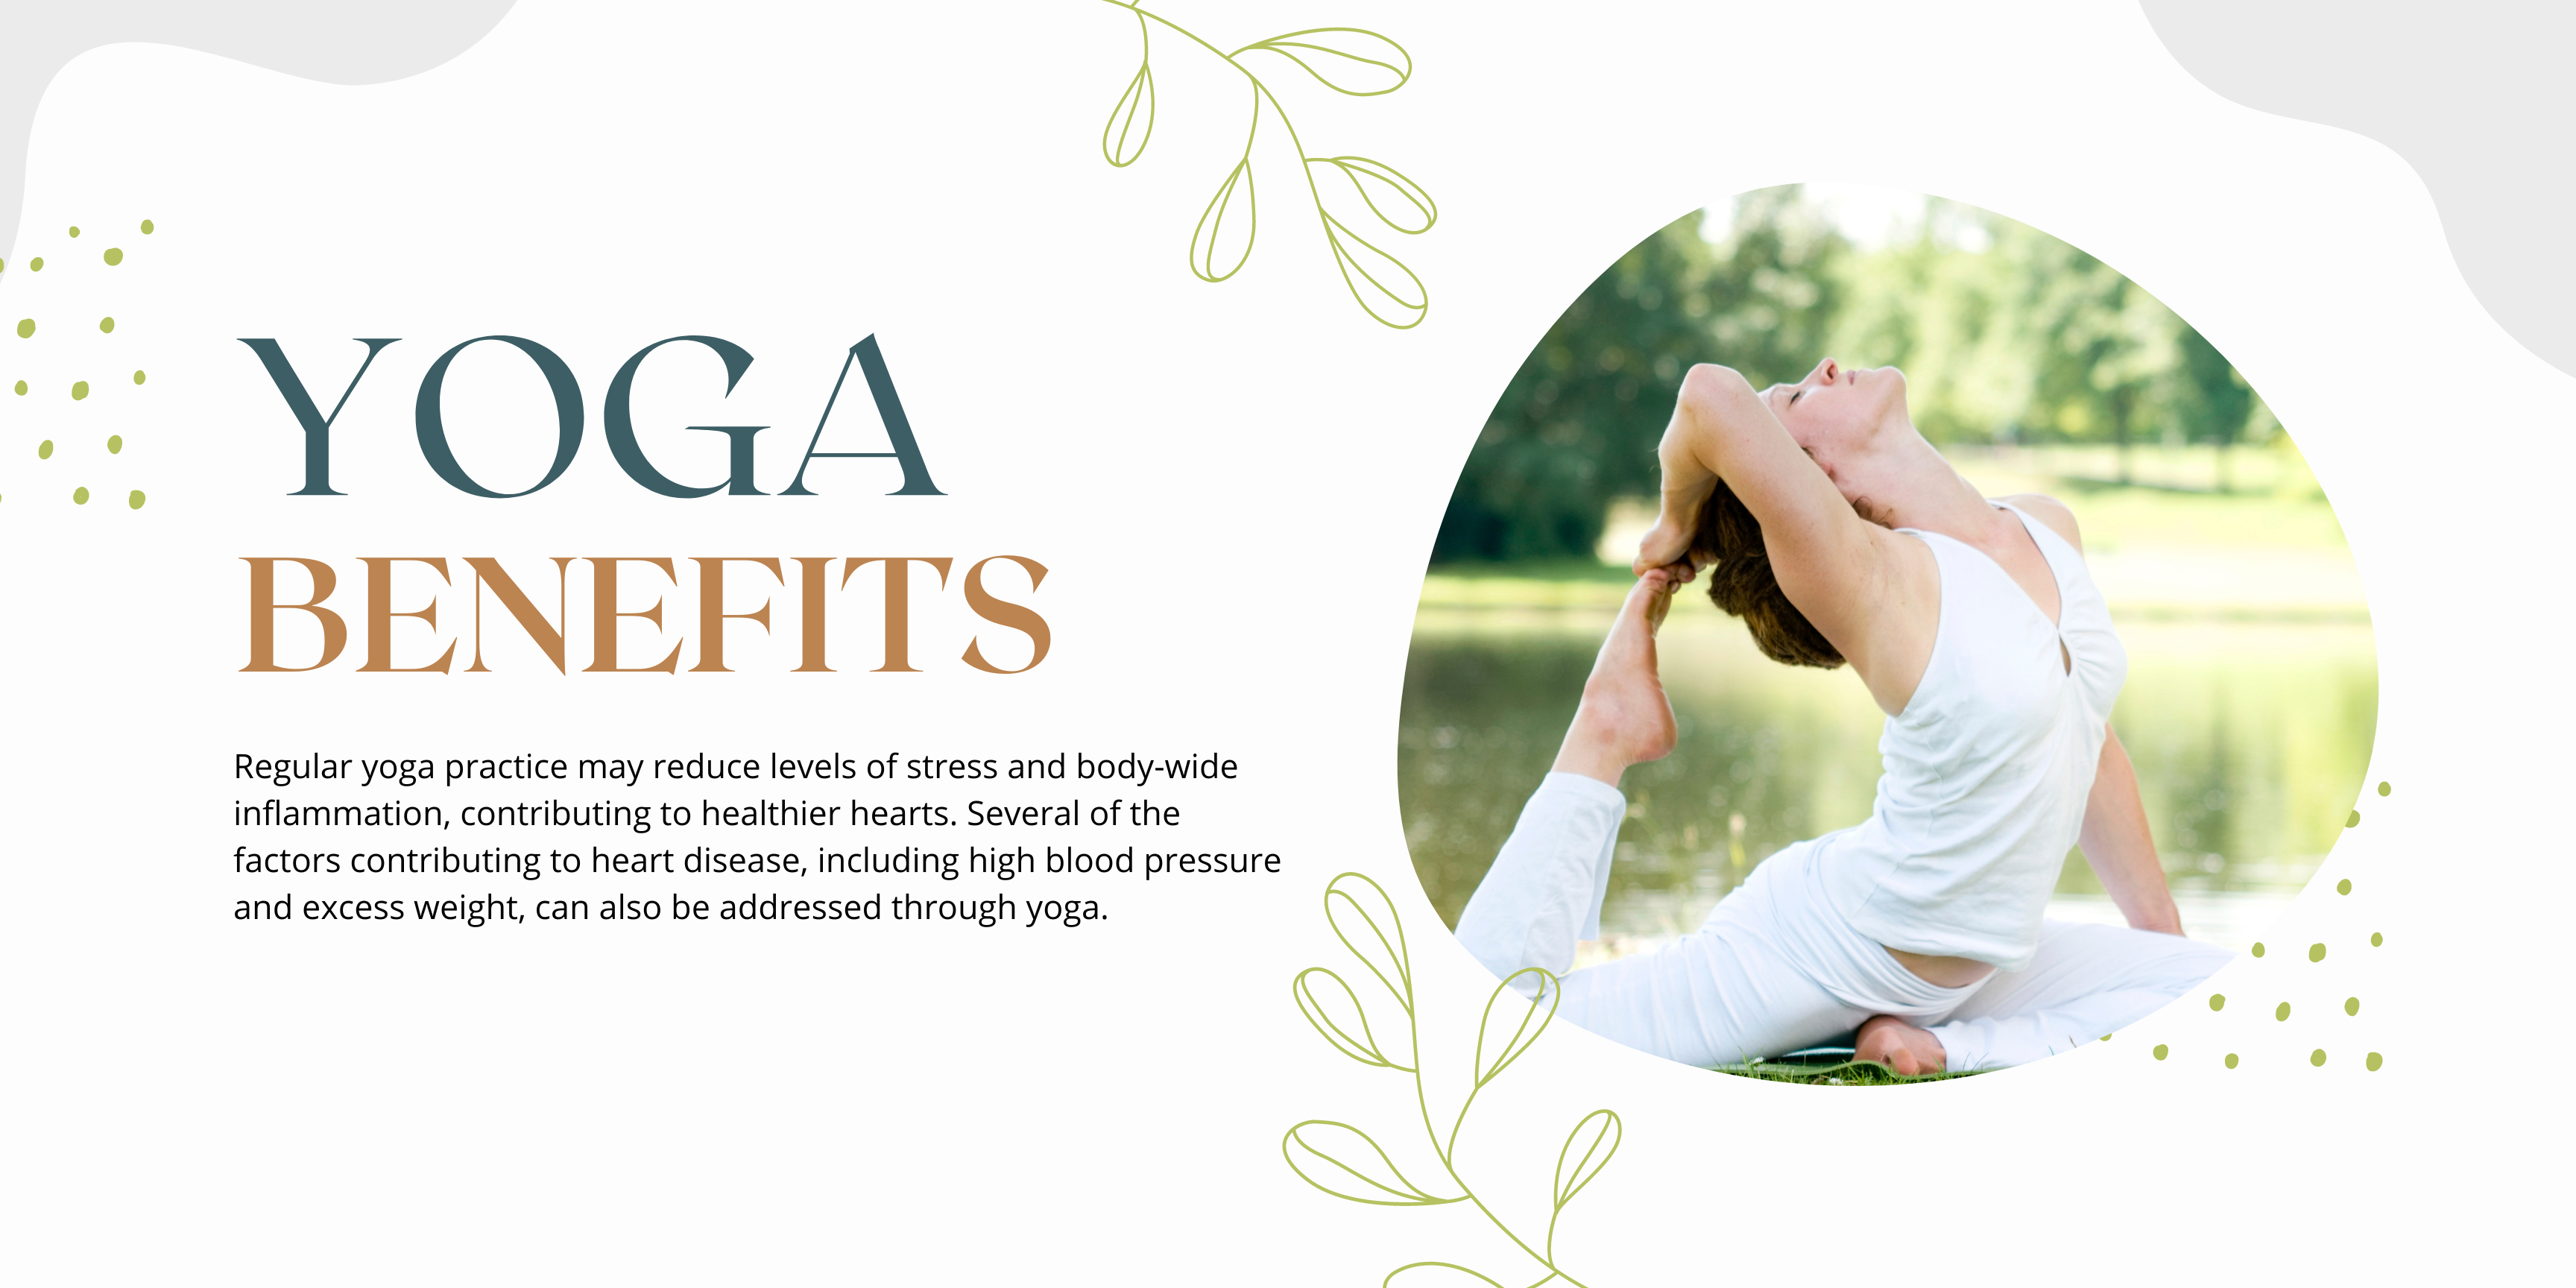 YOGA
BENEFITS
Regular yoga practice may reduce levels of stress and body-wide
inflammation, contributing to healthier hearts. Several of the
factors contributing to heart disease, including high blood pressure
and excess weight, can also be addressed through yoga.